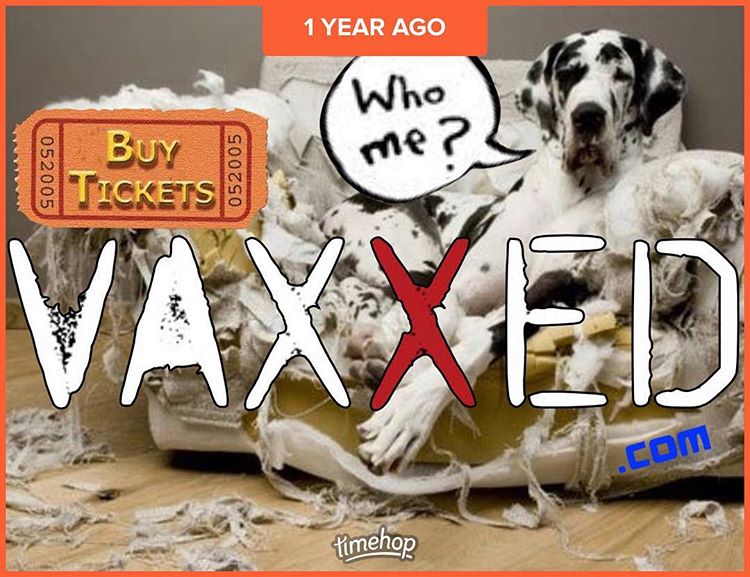 1 YEAR AGO
Who
me?
052005
BUY
TICKETS
052005
VAXXED
.COM
timehop